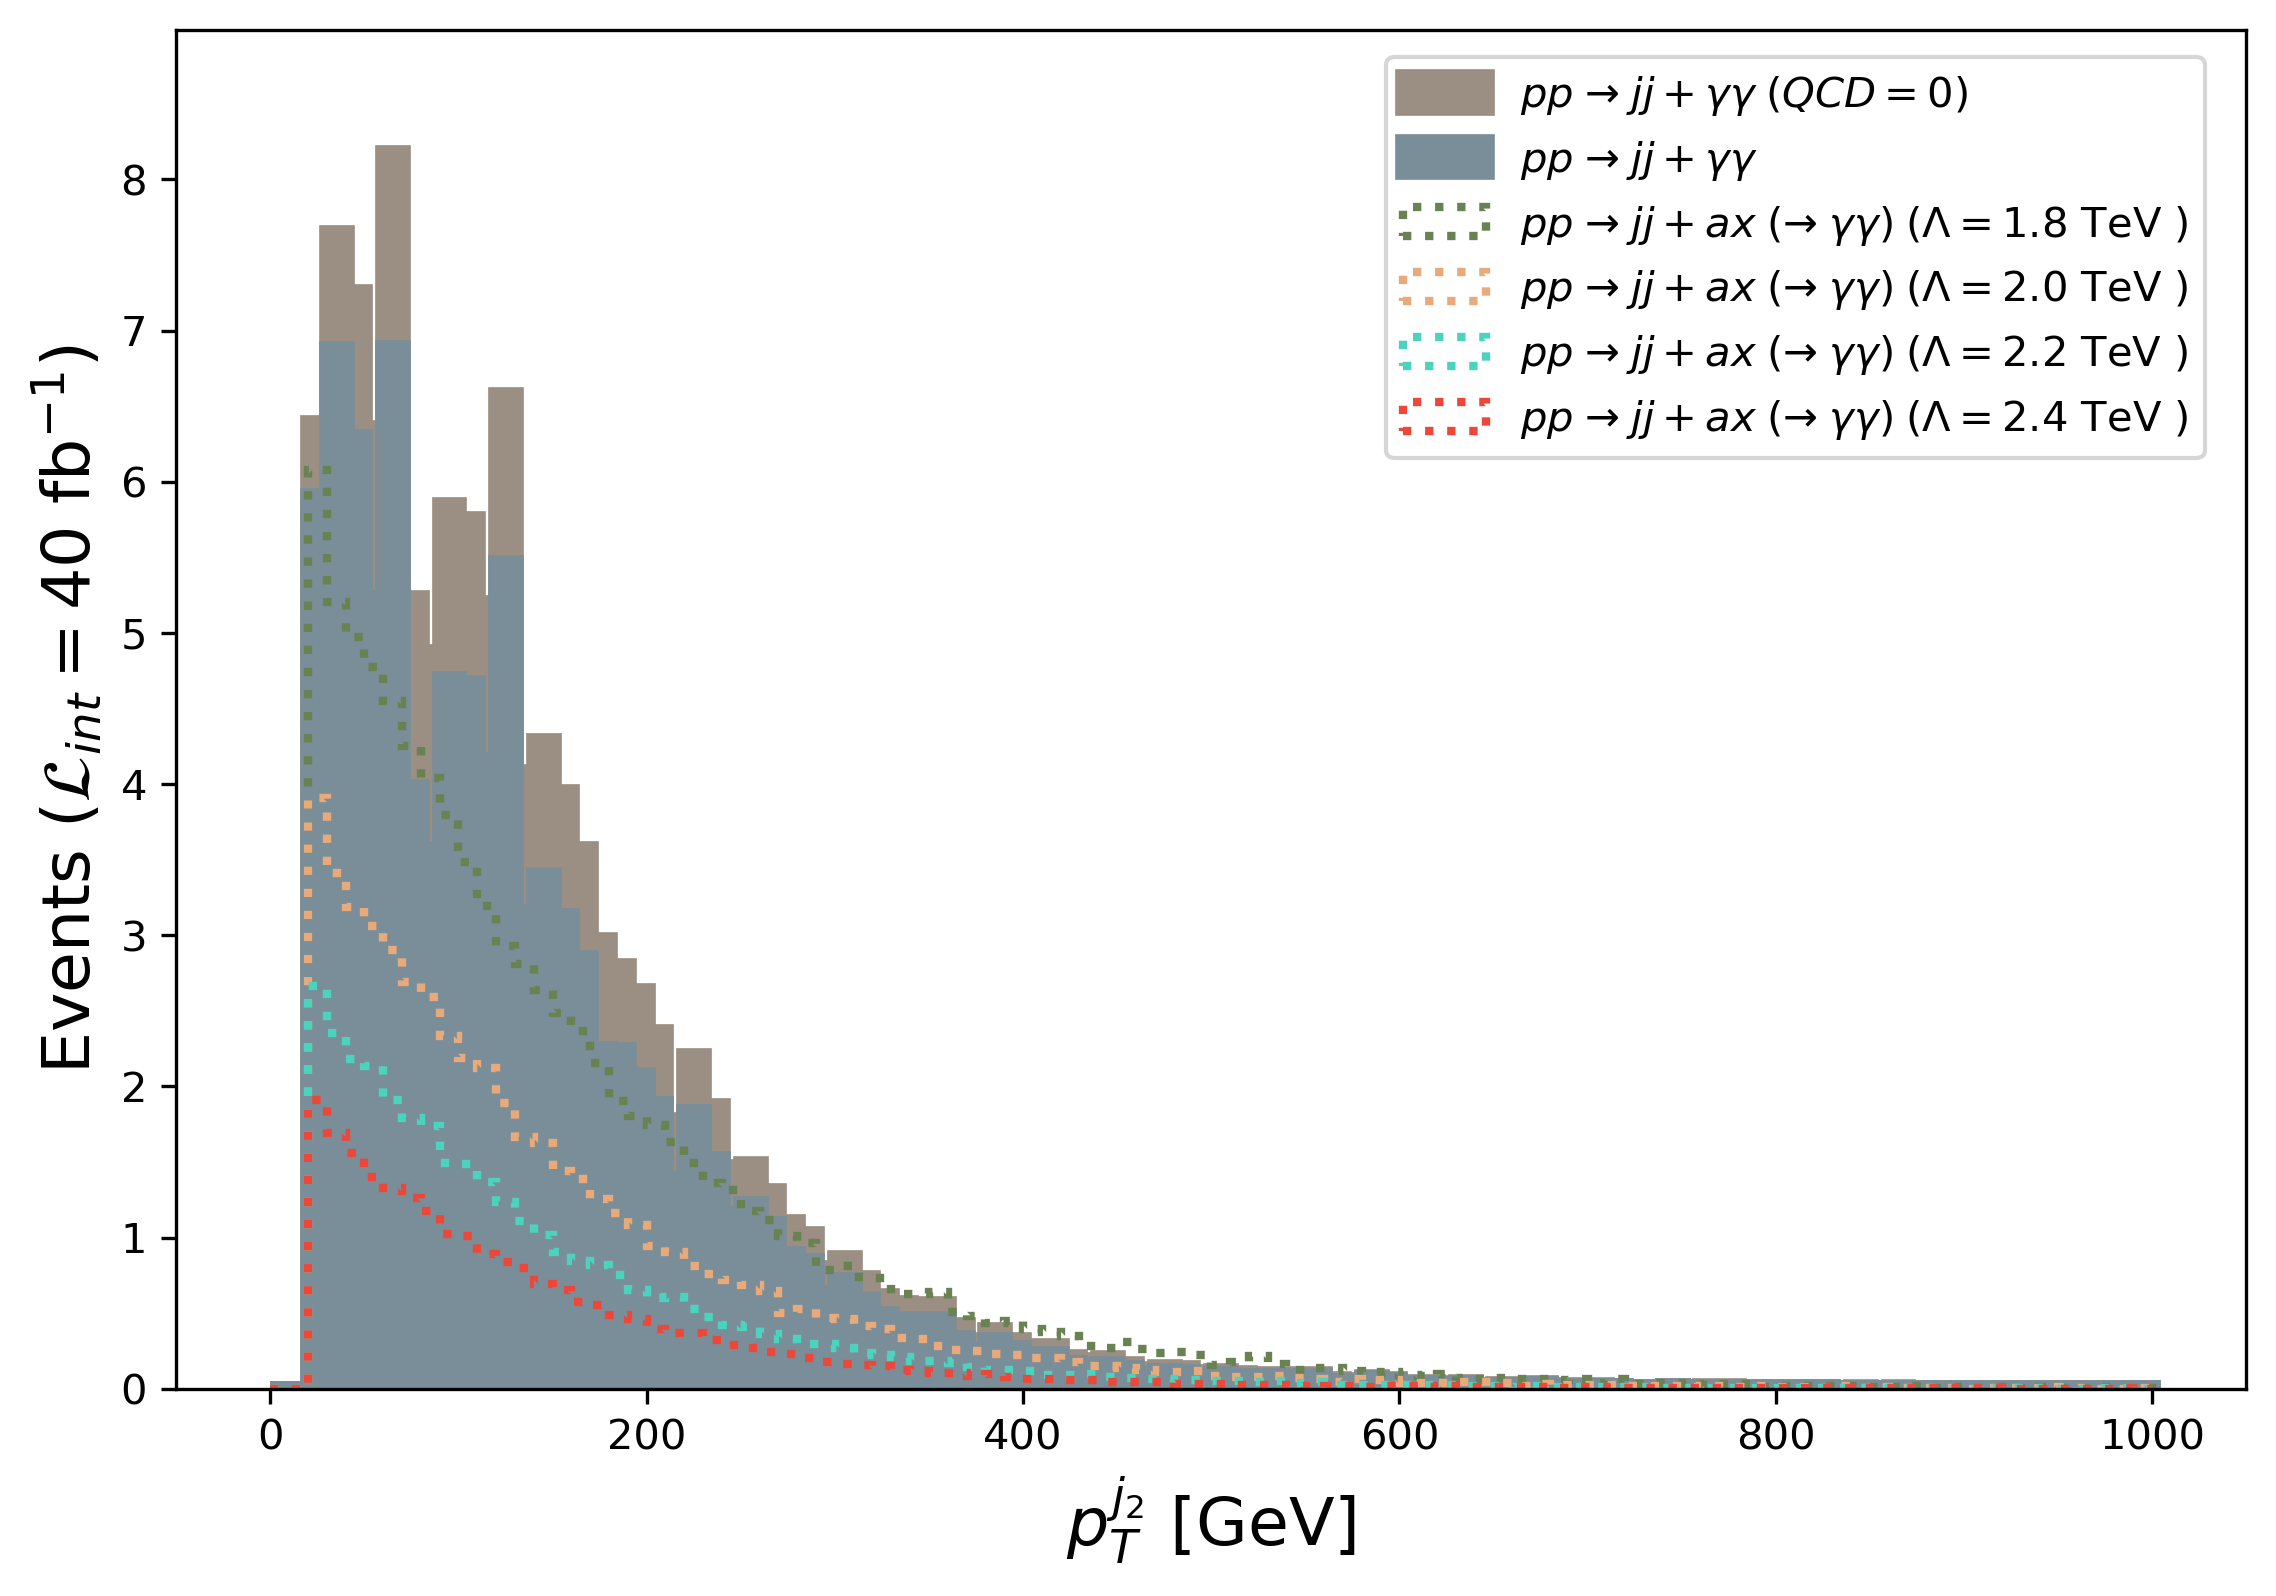 pp → jj + γγ (QCD = 0)
pp → jj + γγ
pp → jj + ax (→ γγ) (Λ = 1.8 TeV )
pp → jj + ax (→ γγ) (Λ = 2.0 TeV )
pp → jj + ax (→ γγ) (Λ = 2.2 TeV )
pp → jj + ax (→ γγ) (Λ = 2.4 TeV )
Events (ℒ_int = 40 fb⁻¹)
8
7
6
5
4
3
2
1
0
0 200 400 600 800 1000
p_T^{j_2} [GeV]